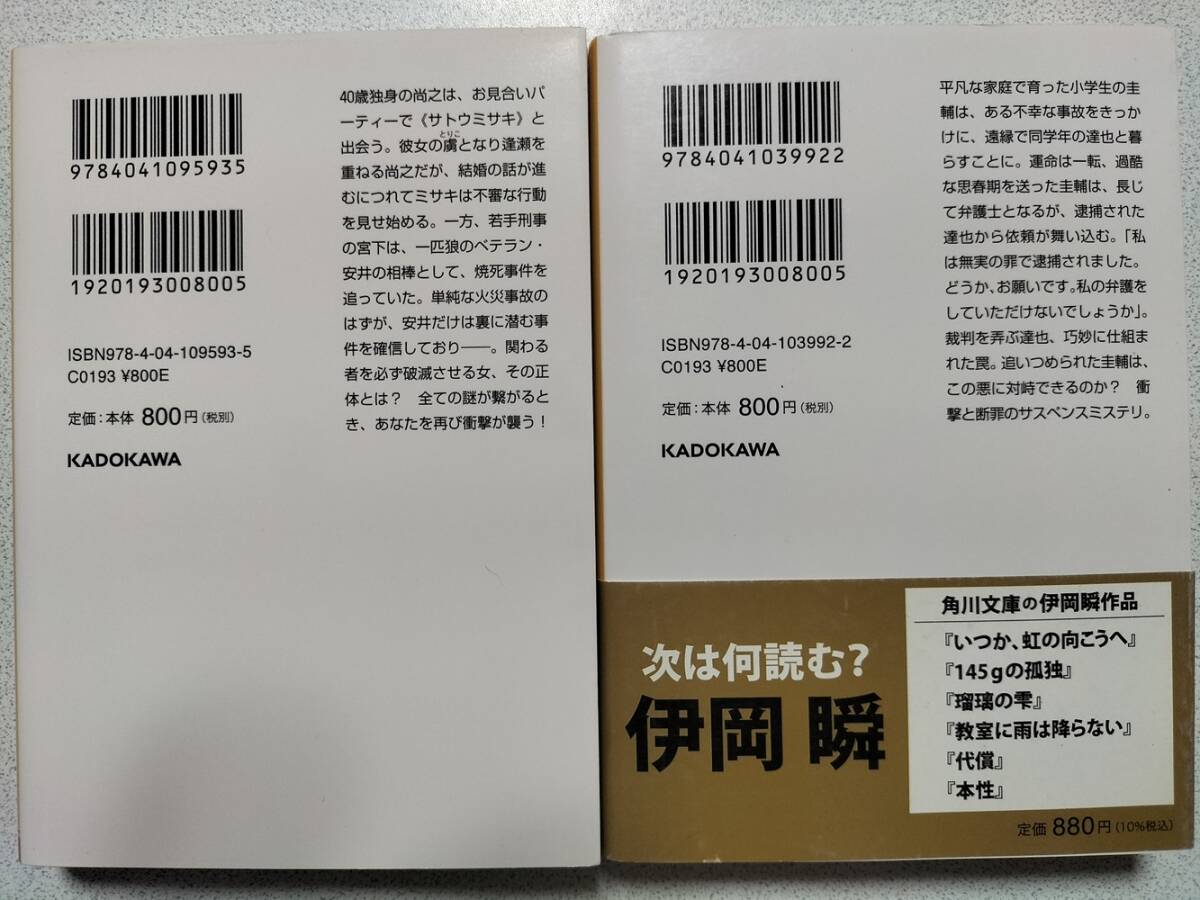 9784041095935
1920193008005
ISBN978-4-04-109593-5
C0193 ¥800E
定価:本体 800円(税別)
KADOKAWA
40歳独身の尚之は、お見合いパ
ーティーで《サトウミサキ》と
出会う。彼女の虜となり逢瀬を
とりこ
重ねる尚之だが、結婚の話が進
むにつれてミサキは不審な行動
を見せ始める。一方、若手刑事
の宮下は、一匹狼のベテラン・
安井の相棒として、焼死事件を
追っていた。単純な火災事故の
はずが、安井だけは裏に潜む事
件を確信しており――。関わる
者を必ず破滅させる女、その正
体とは? 全ての謎が繋がると
き、あなたを再び衝撃が襲う!
9784041039922
1920193008005
ISBN978-4-04-103992-2
C0193 ¥800E
定価:本体 800円(税別)
KADOKAWA
平凡な家庭で育った小学生の圭
輔は、ある不幸な事故をきっか
けに、遠縁で同学年の達也と暮
らすことに。運命は一転、過酷
な思春期を送った圭輔は、長じ
て弁護士となるが、逮捕された
達也から依頼が舞い込む。「私
は無実の罪で逮捕されました。
どうか、お願いです。私の弁護を
していただけないでしょうか」。
裁判を弄ぶ達也、巧妙に仕組ま
れた罠。追いつめられた圭輔は、
この悪に対峙できるのか? 衝
撃と断罪のサスペンスミステリ。
次は何読む?
伊岡 瞬
角川文庫の伊岡瞬作品
『いつか、虹の向こうへ』
『145gの孤独』
『瑠璃の雫』
『教室に雨は降らない』
『代償』
『本性』
定価 880円(10%税込)